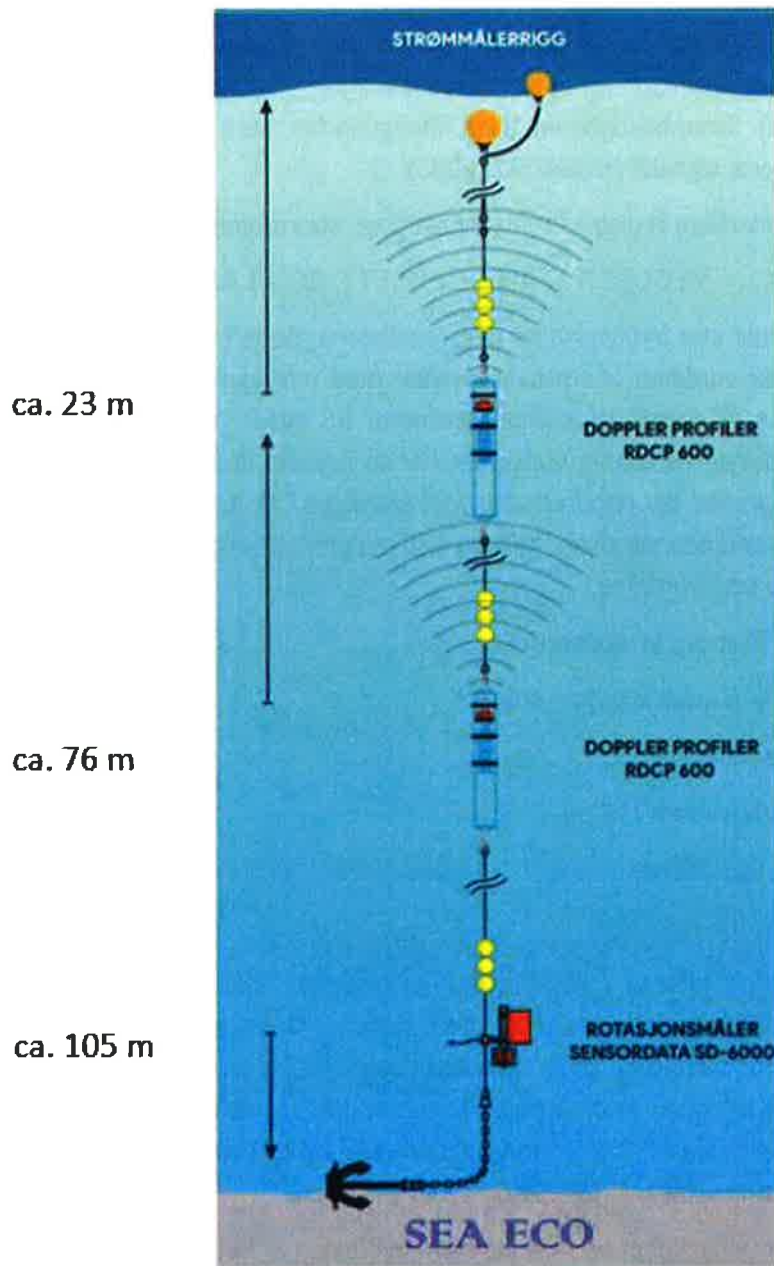 STRØMMÅLERRIGG
ca. 23 m
DOPPLER PROFILER
RDCP 600
ca. 76 m
DOPPLER PROFILER
RDCP 600
ca. 105 m
ROTASJONSMÅLER
SENSORDATA SD-6000
SEA ECO